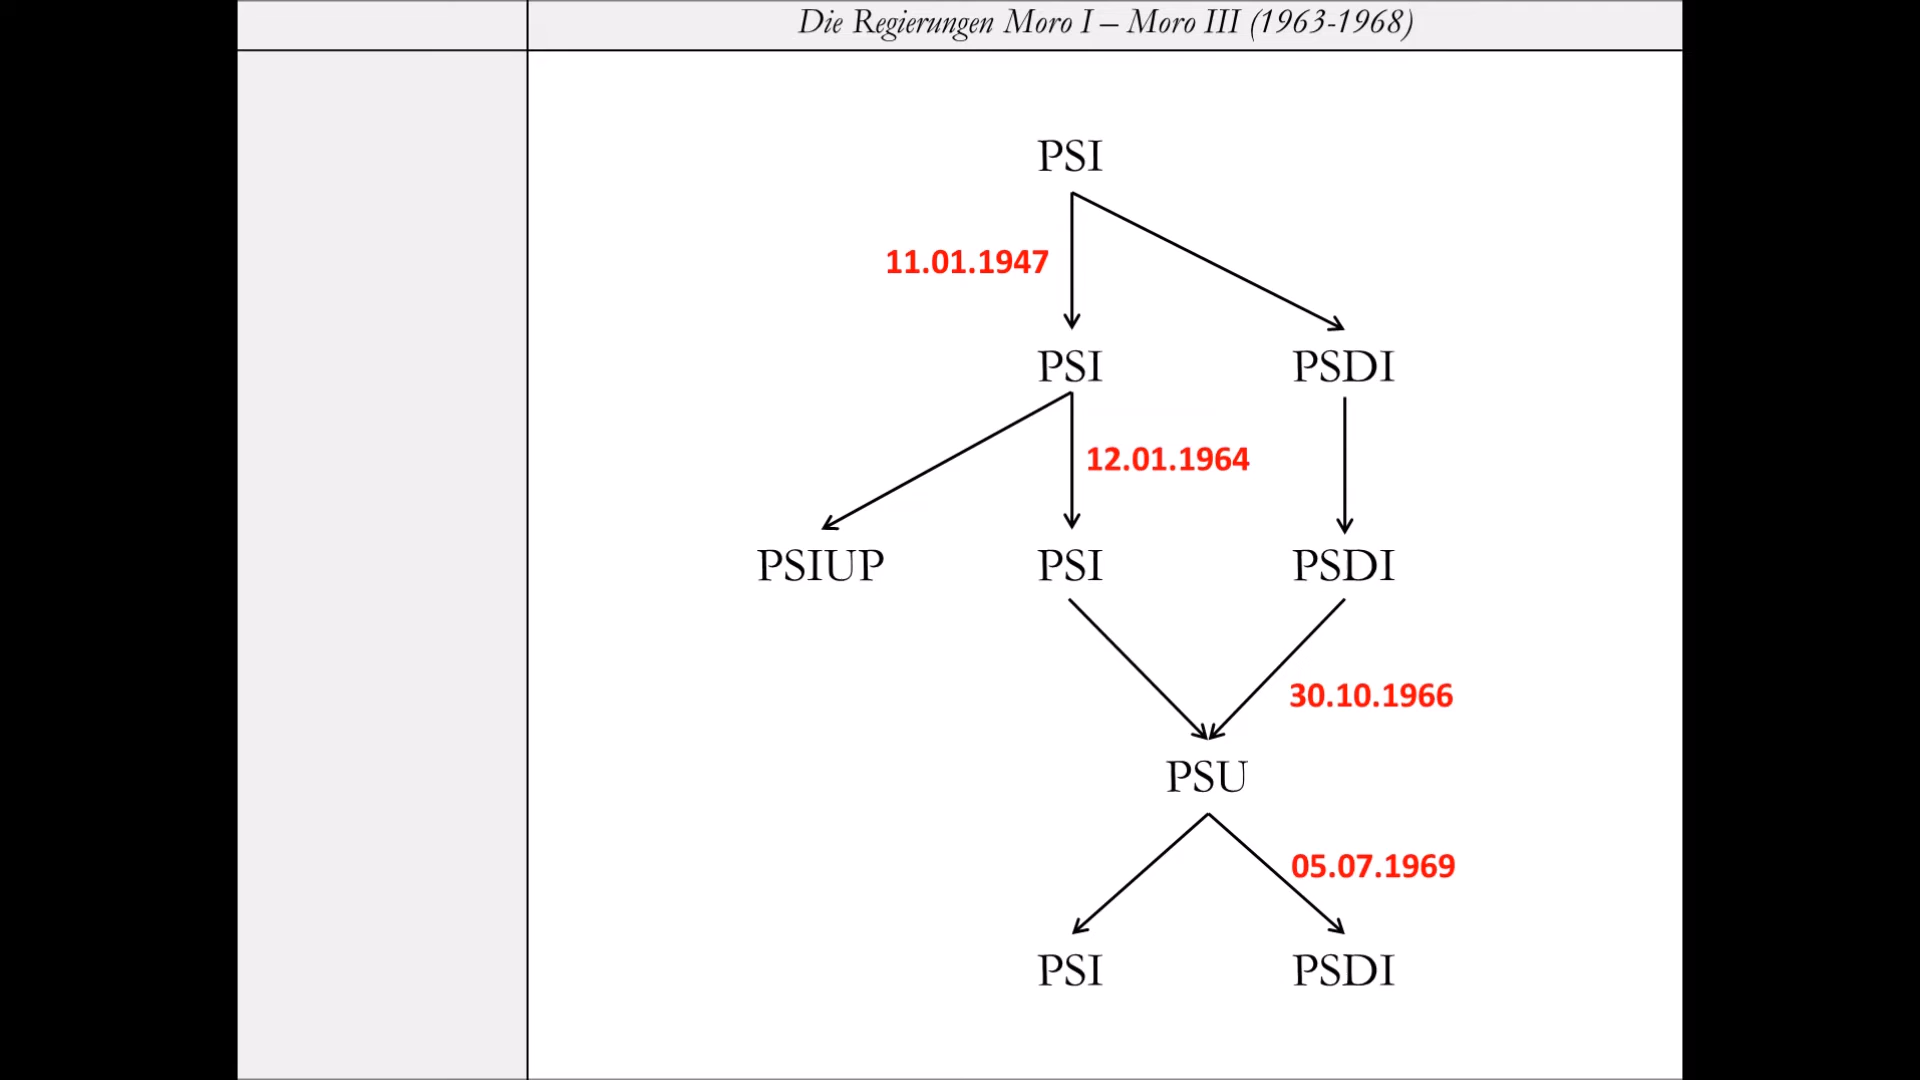 Die Regierungen Moro I – Moro III (1963-1968)
PSI
11.01.1947
PSI PSDI
12.01.1964
PSIUP PSI PSDI
30.10.1966
PSU
05.07.1969
PSI PSDI